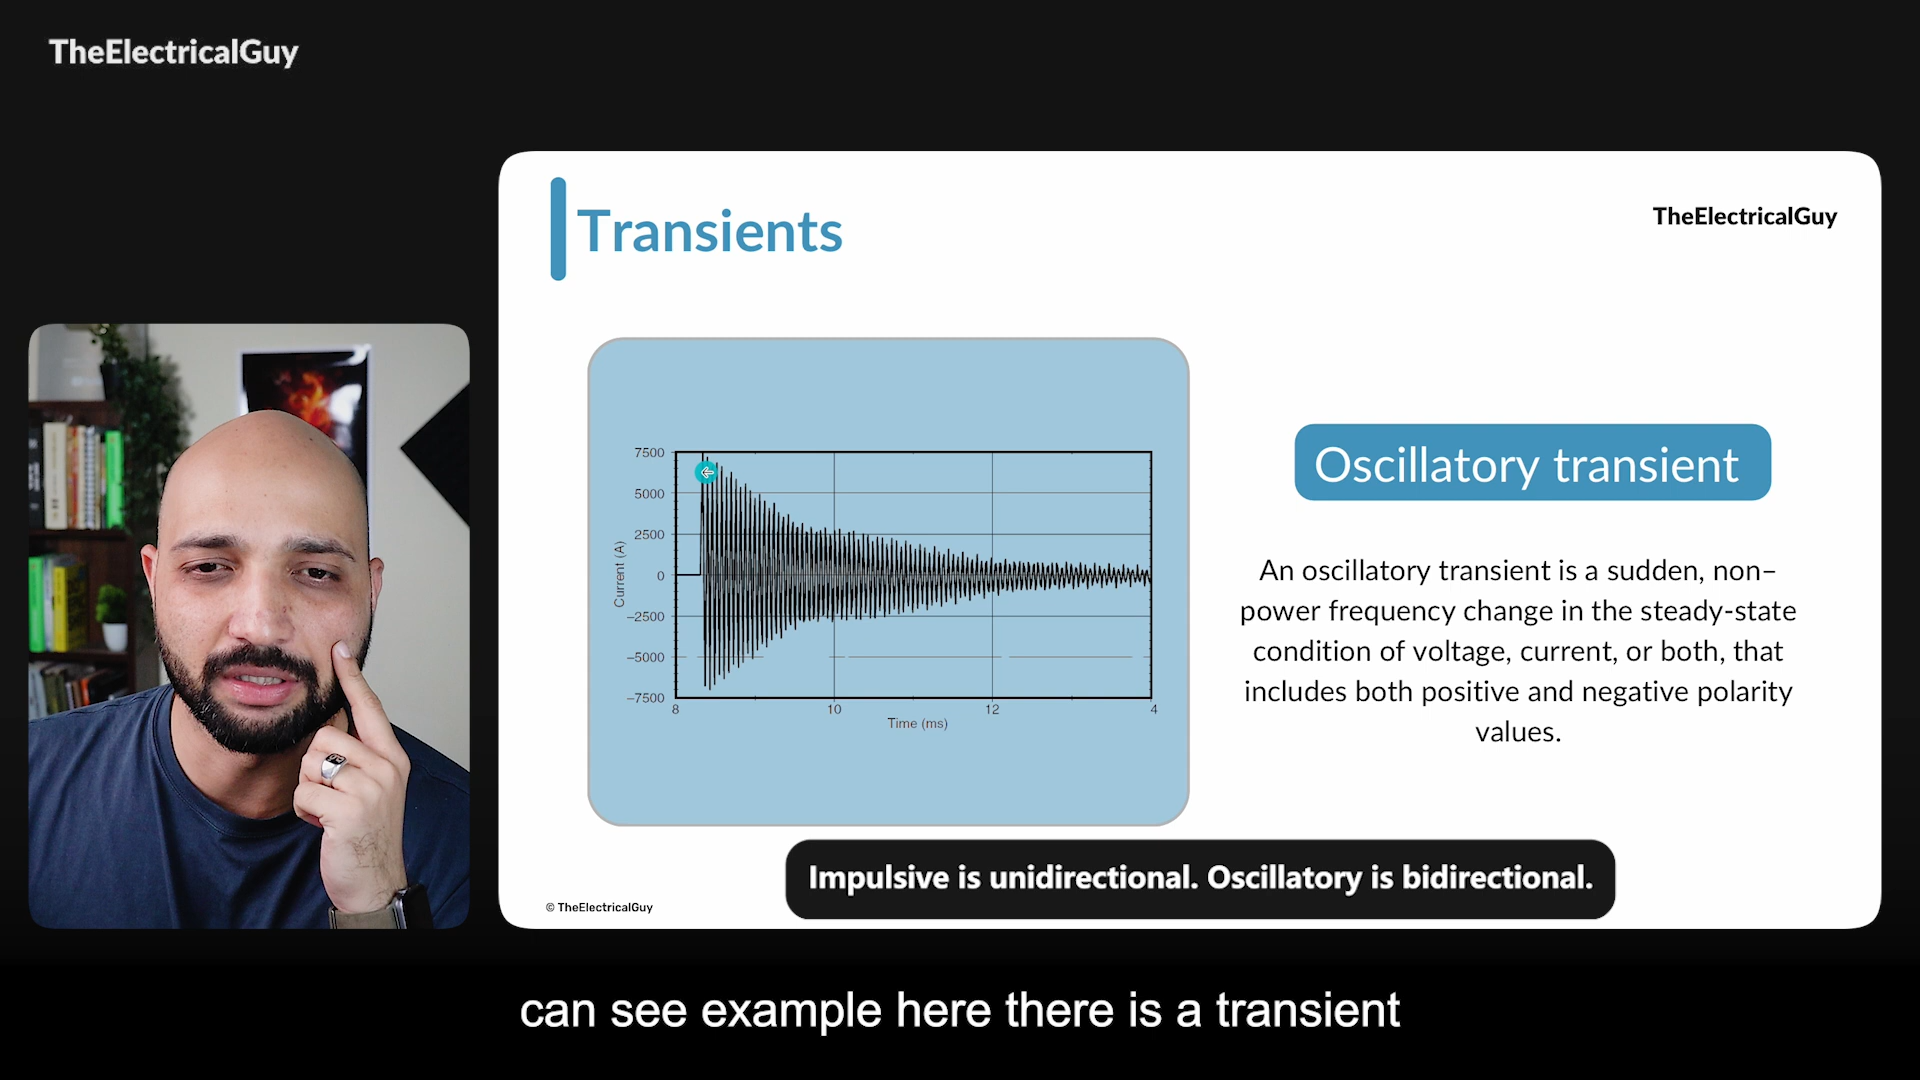 TheElectricalGuy
Transients
TheElectricalGuy
7500
5000
2500
0
−2500
−5000
−7500
Current (A)
8
10
12
4
Time (ms)
Oscillatory transient
An oscillatory transient is a sudden, non–
power frequency change in the steady-state
condition of voltage, current, or both, that
includes both positive and negative polarity
values.
Impulsive is unidirectional. Oscillatory is bidirectional.
© TheElectricalGuy
can see example here there is a transient